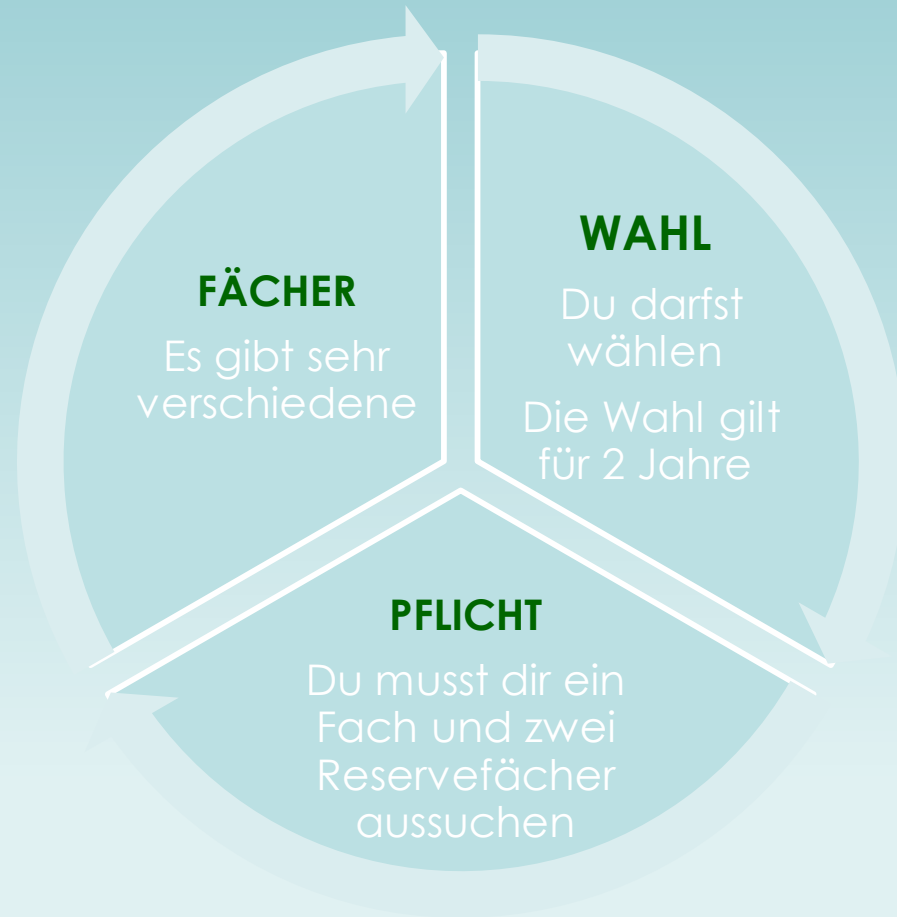 WAHL
Du darfst
wählen
Die Wahl gilt
für 2 Jahre
PFLICHT
Du musst dir ein
Fach und zwei
Reservefächer
aussuchen
FÄCHER
Es gibt sehr
verschiedene